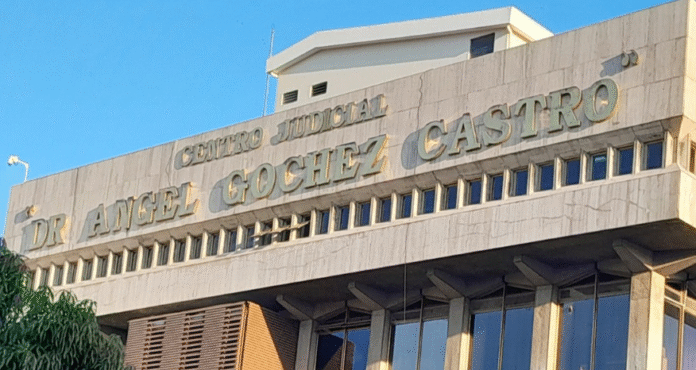 CENTRO JUDICIAL
"DR ANGEL GOCHEZ CASTRO"